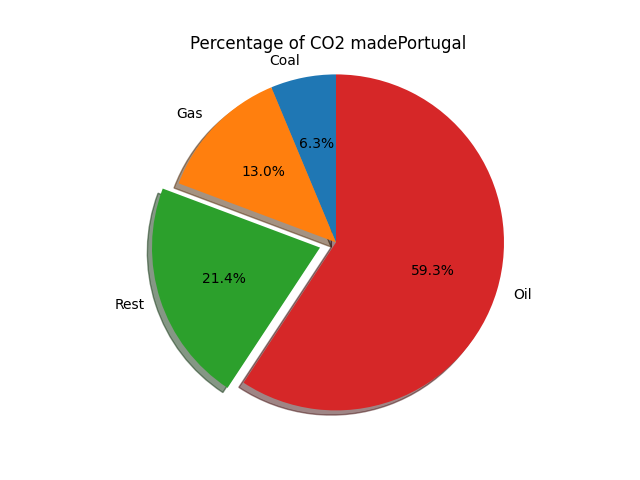 Percentage of CO2 madePortugal
Coal
6.3%
Gas
13.0%
Rest
21.4%
Oil
59.3%